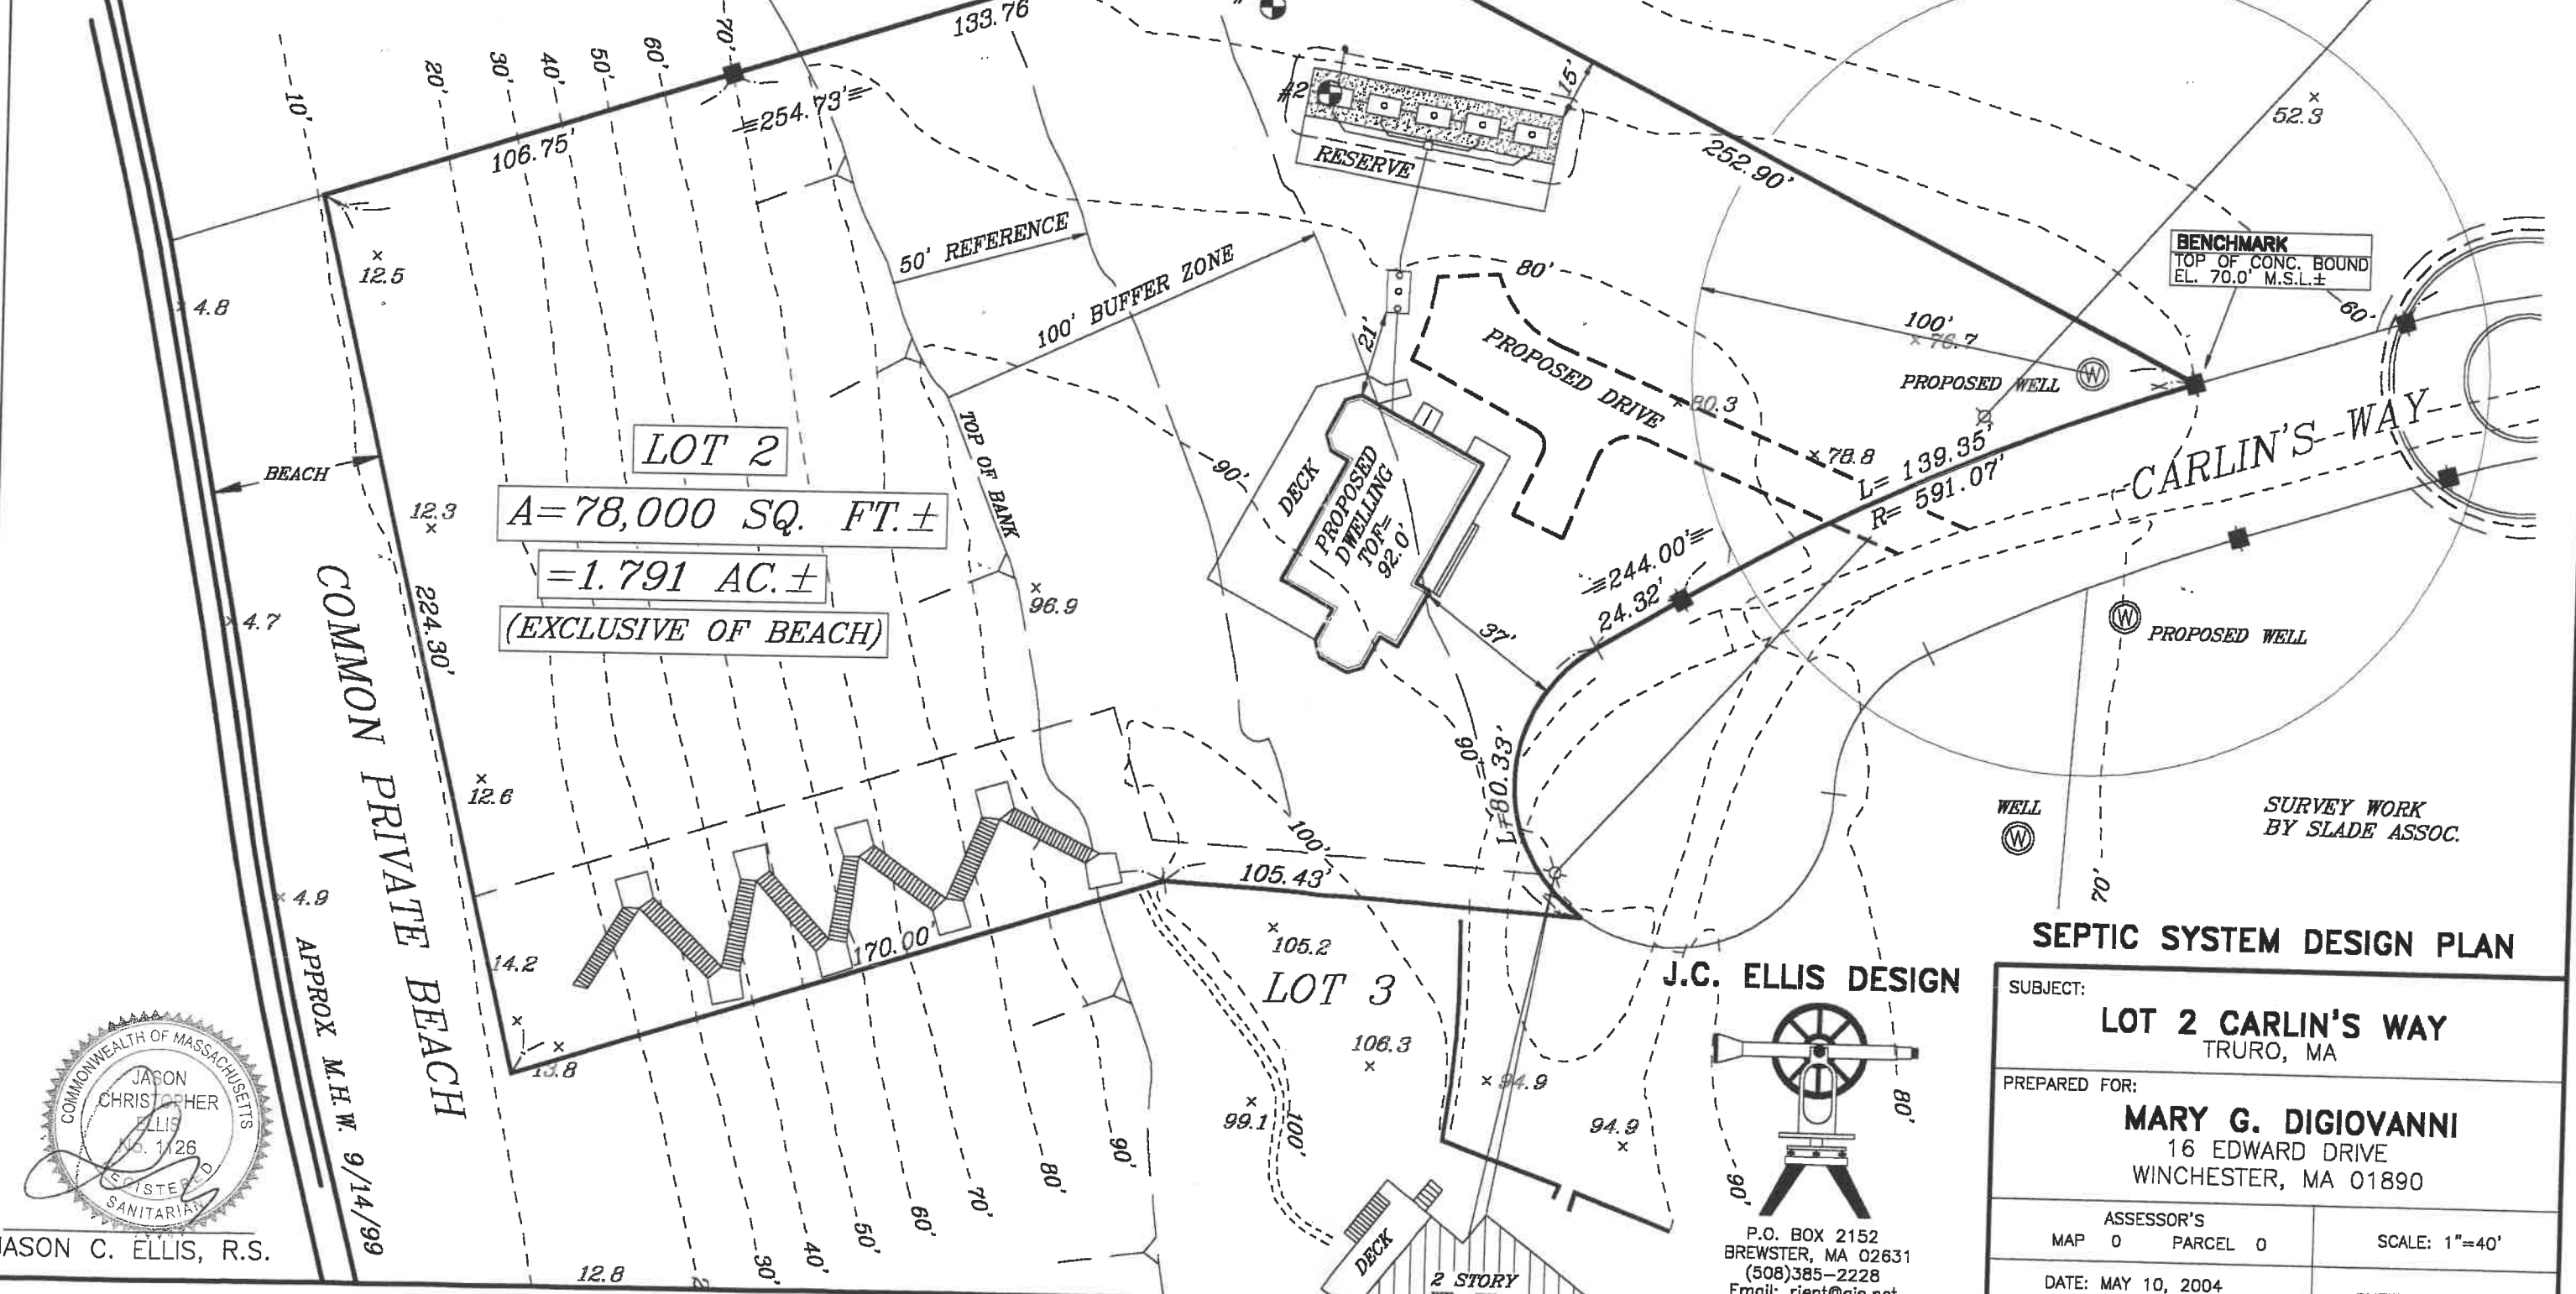 133.76
70'
60'
50'
40'
30'
20'
10'
106.75'
≡254.73'≡
#2
15'
RESERVE
252.90'
52.3
12.5
4.8
50' REFERENCE
100' BUFFER ZONE
80'
21'
PROPOSED DRIVE
100'
76.7
PROPOSED WELL
W
BENCHMARK
TOP OF CONC. BOUND
EL. 70.0' M.S.L.±
60'
80.3
78.8
L= 139.35'
R= 591.07'
CARLIN'S WAY
LOT 2
A=78,000 SQ. FT.±
=1.791 AC.±
(EXCLUSIVE OF BEACH)
BEACH
12.3
TOP OF BANK
90'
DECK
PROPOSED
DWELLING
TOF=
92.0'
≡244.00'≡
24.32'
37'
96.9
4.7
COMMON PRIVATE BEACH
224.30'
W
PROPOSED WELL
12.6
90'
L=80.33'
100'
105.43'
WELL
W
70'
SURVEY WORK
BY SLADE ASSOC.
4.9
APPROX M.H.W. 9/14/99
14.2
170.00'
105.2
LOT 3
106.3
13.8
99.1
100'
94.9
94.9
80'
90'
12.8
30'
40'
50'
60'
70'
80'
90'
DECK
2 STORY
COMMONWEALTH OF MASSACHUSETTS
JASON
CHRISTOPHER
ELLIS
No. 1126
REGISTERED
SANITARIAN
JASON C. ELLIS, R.S.
J.C. ELLIS DESIGN
P.O. BOX 2152
BREWSTER, MA 02631
(508)385-2228
SEPTIC SYSTEM DESIGN PLAN
SUBJECT:
LOT 2 CARLIN'S WAY
TRURO, MA
PREPARED FOR:
MARY G. DIGIOVANNI
16 EDWARD DRIVE
WINCHESTER, MA 01890
ASSESSOR'S
MAP 0 PARCEL 0
SCALE: 1"=40'
DATE: MAY 10, 2004